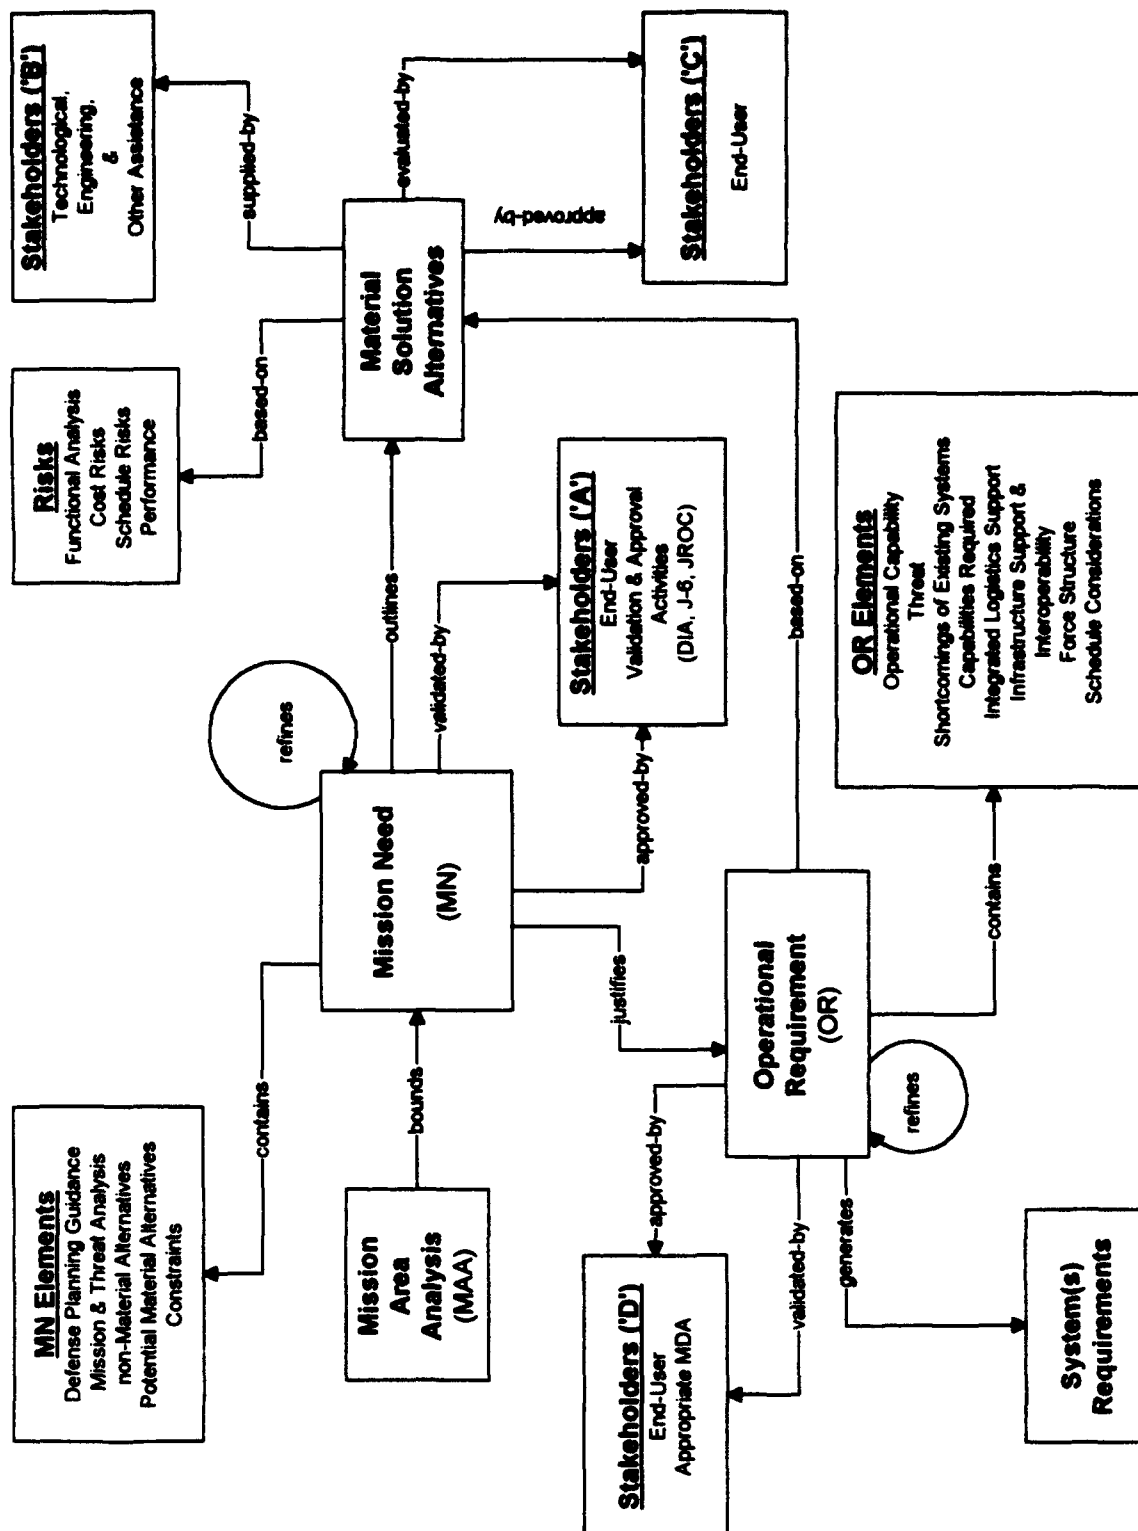 MN Elements
Defense Planning Guidance
Mission & Threat Analysis
non-Material Alternatives
Potential Material Alternatives
Constraints
contains
Risks
Functional Analysis
Cost Risks
Schedule Risks
Performance
based-on
Stakeholders ('B')
Technological,
Engineering,
&
Other Assistance
supplied-by
Mission
Area
Analysis
(MAA)
bounds
Mission Need
(MN)
refines
outlines
validated-by
Material
Solution
Alternatives
evaluated-by
approved-by
Stakeholders ('A')
End-User
Validation & Approval
Activities
(DIA, J-6, JROC)
approved-by
justifies
Stakeholders ('C')
End-User
Stakeholders ('D')
End-User
Appropriate MDA
approved-by
validated-by
generates
Operational
Requirement
(OR)
refines
based-on
contains
OR Elements
Operational Capability
Threat
Shortcomings of Existing Systems
Capabilities Required
Integrated Logistics Support
Infrastructure Support &
Interoperability
Force Structure
Schedule Considerations
System(s)
Requirements